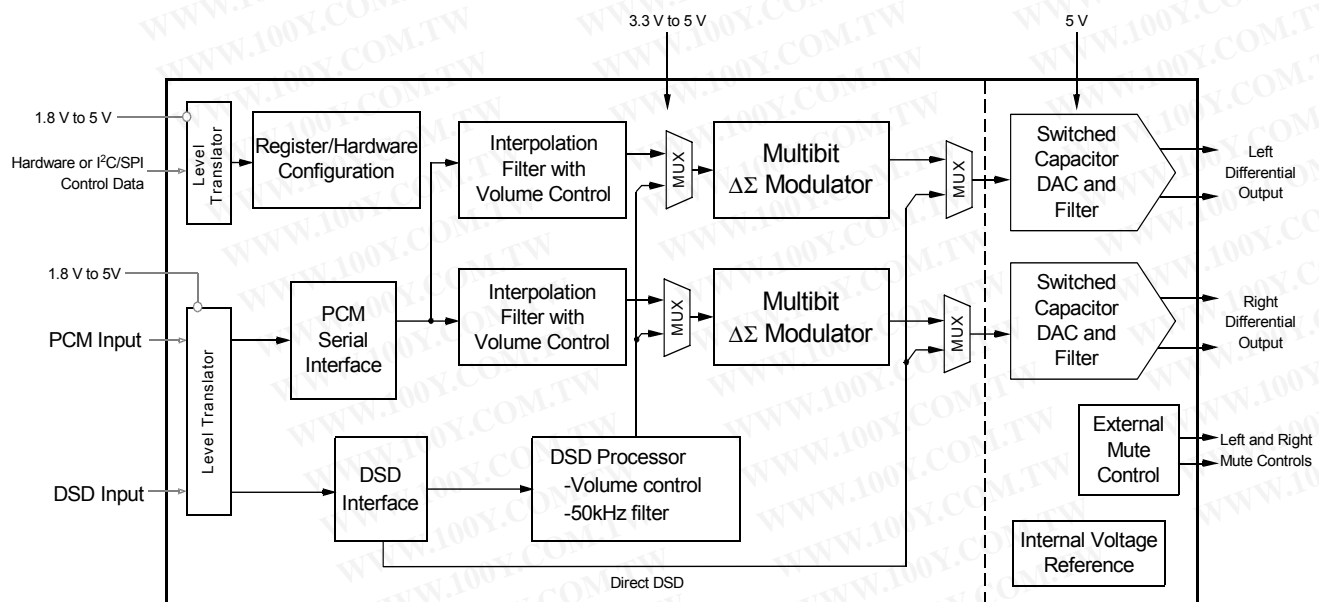 3.3 V to 5 V
5 V
1.8 V to 5 V
Hardware or I²C/SPI
Control Data
Level
Translator
Register/Hardware
Configuration
Interpolation
Filter with
Volume Control
MUX
Multibit
ΔΣ Modulator
MUX
Switched
Capacitor
DAC and
Filter
Left
Differential
Output
1.8 V to 5V
PCM Input
Level Translator
PCM
Serial
Interface
Interpolation
Filter with
Volume Control
MUX
Multibit
ΔΣ Modulator
MUX
Switched
Capacitor
DAC and
Filter
Right
Differential
Output
DSD Input
DSD
Interface
DSD Processor
-Volume control
-50kHz filter
Direct DSD
External
Mute
Control
Left and Right
Mute Controls
Internal Voltage
Reference
WWW.100Y.COM.TW